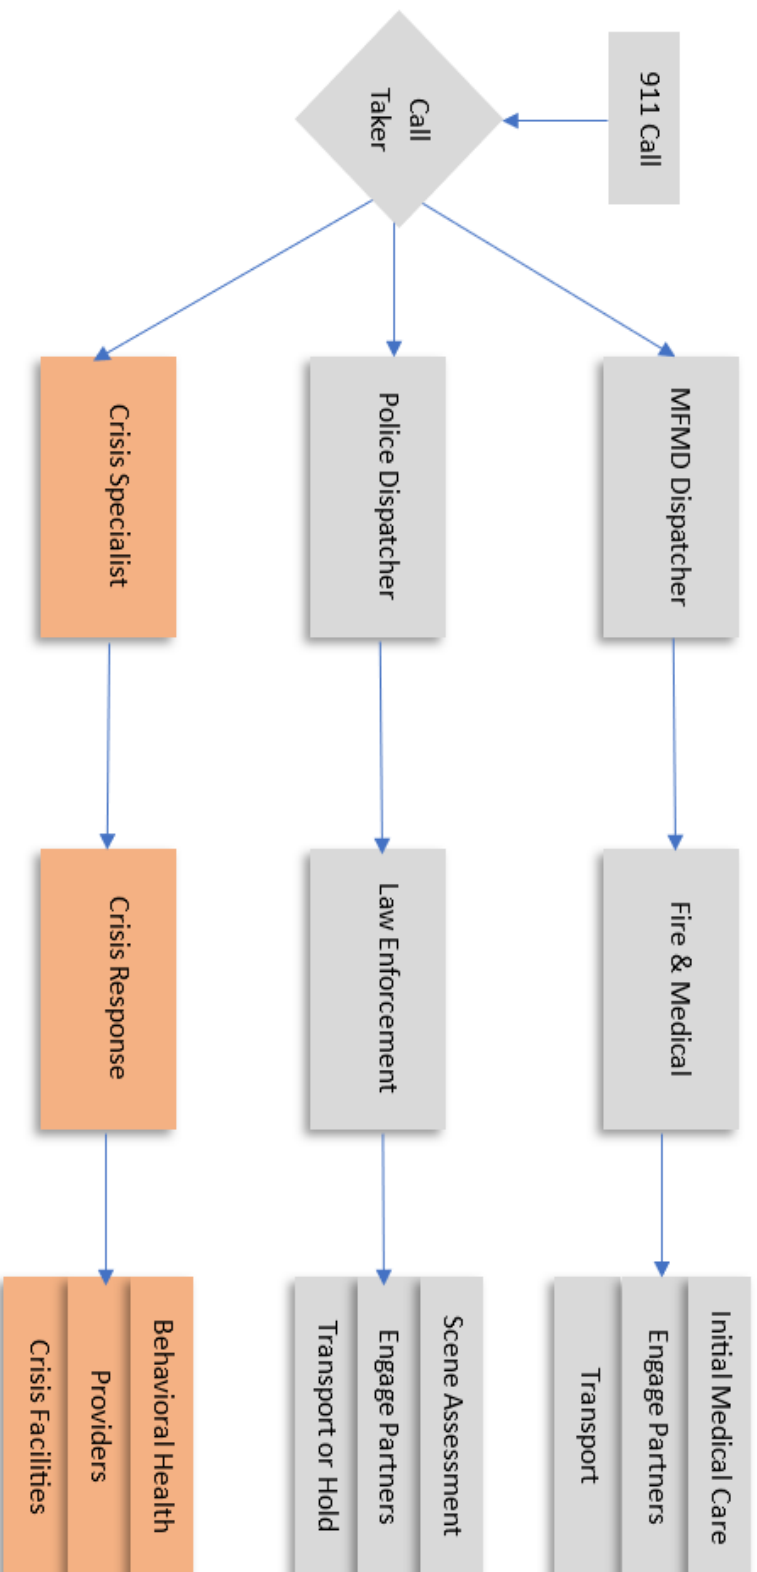 911 Call
Call
Taker
MFMD Dispatcher
Fire & Medical
Initial Medical Care
Engage Partners
Transport
Police Dispatcher
Law Enforcement
Scene Assessment
Engage Partners
Transport or Hold
Crisis Specialist
Crisis Response
Behavioral Health
Providers
Crisis Facilities